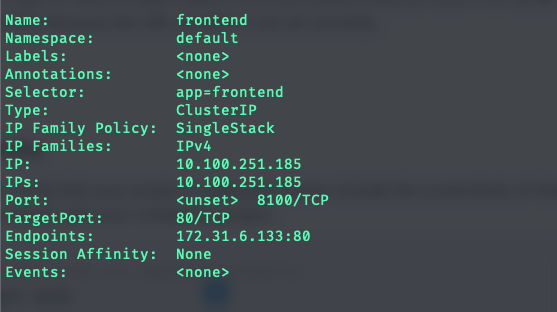 Name: frontend
Namespace: default
Labels: <none>
Annotations: <none>
Selector: app=frontend
Type: ClusterIP
IP Family Policy: SingleStack
IP Families: IPv4
IP: 10.100.251.185
IPs: 10.100.251.185
Port: <unset> 8100/TCP
TargetPort: 80/TCP
Endpoints: 172.31.6.133:80
Session Affinity: None
Events: <none>